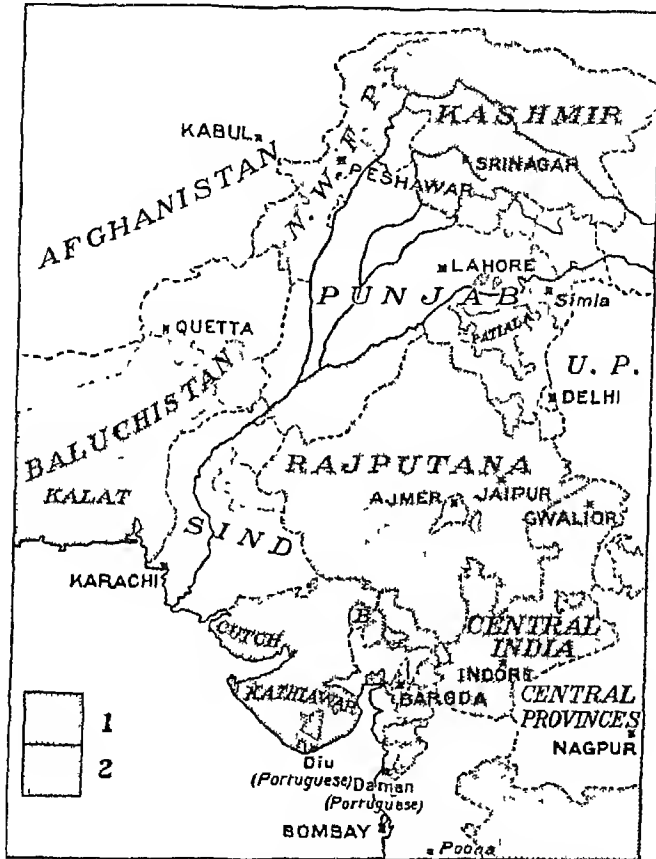 KASHMIR
KABUL
N. W. F. P.
SRINAGAR
PESHAWAR
AFGHANISTAN
LAHORE
PUNJAB
Simla
PATIALA
QUETTA
U. P.
DELHI
BALUCHISTAN
RAJPUTANA
KALAT
AJMER
JAIPUR
GWALIOR
SIND
KARACHI
B
CUTCH
CENTRAL
INDIA
INDORE
KATHIAWAR
BARODA
CENTRAL
PROVINCES
1
NAGPUR
2
Diu
(Portuguese)
Daman
(Portuguese)
BOMBAY
Poona